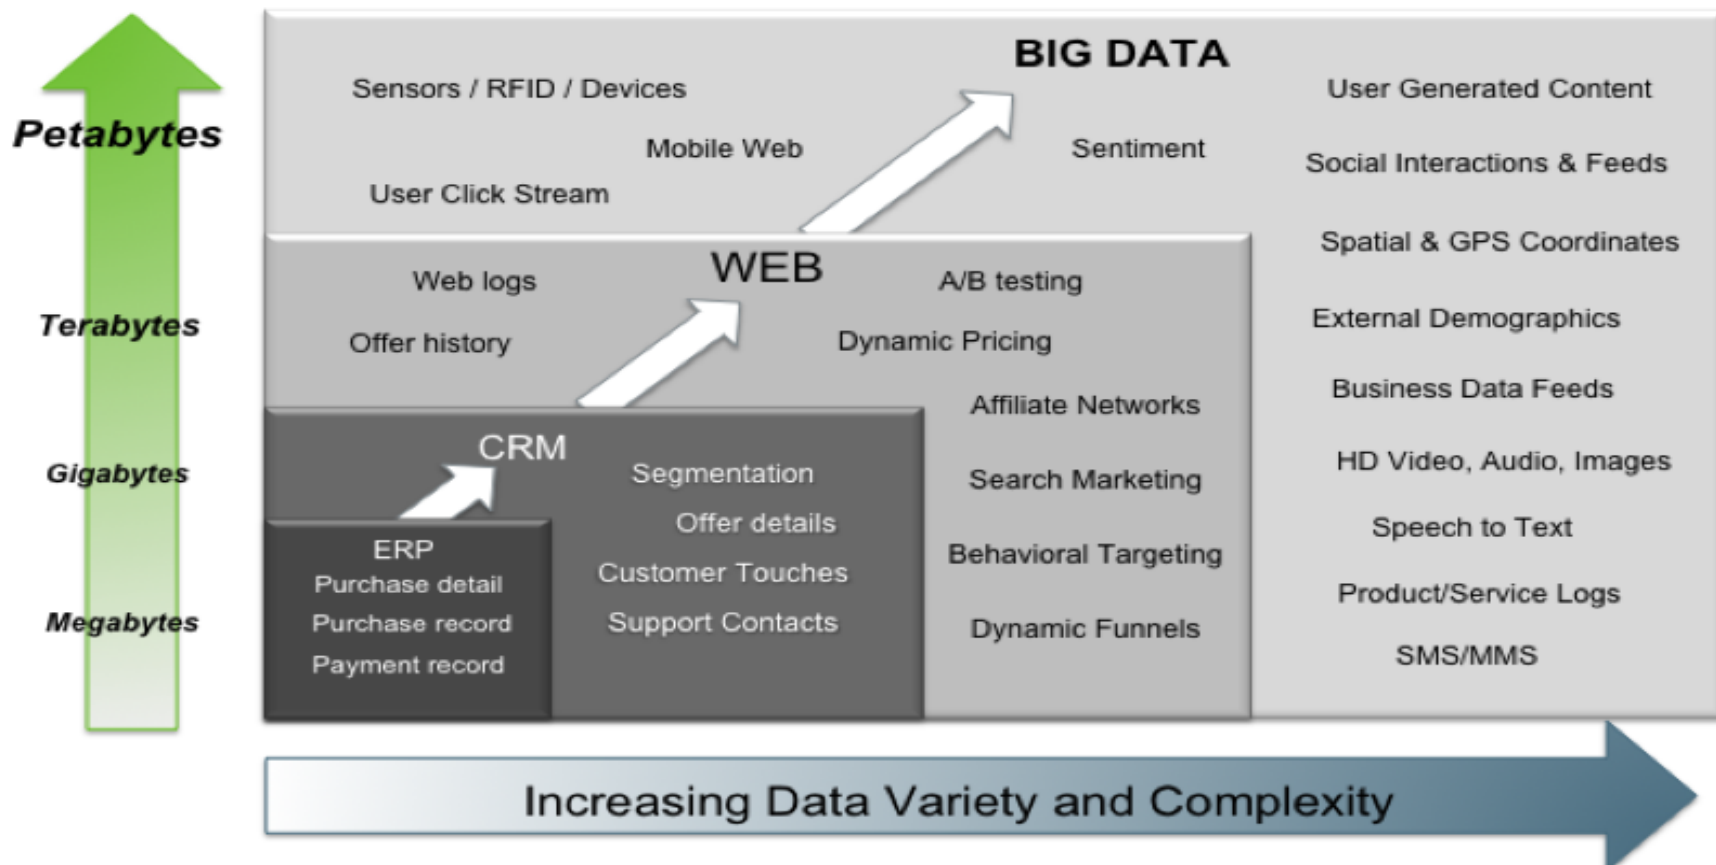 BIG DATA
Sensors / RFID / Devices
User Generated Content
Petabytes
Mobile Web
Sentiment
Social Interactions & Feeds
User Click Stream
Spatial & GPS Coordinates
WEB
Web logs
A/B testing
Terabytes
External Demographics
Offer history
Dynamic Pricing
Business Data Feeds
Affiliate Networks
CRM
HD Video, Audio, Images
Gigabytes
Segmentation
Search Marketing
Offer details
Speech to Text
ERP
Behavioral Targeting
Customer Touches
Purchase detail
Product/Service Logs
Megabytes
Purchase record
Support Contacts
Dynamic Funnels
SMS/MMS
Payment record
Increasing Data Variety and Complexity